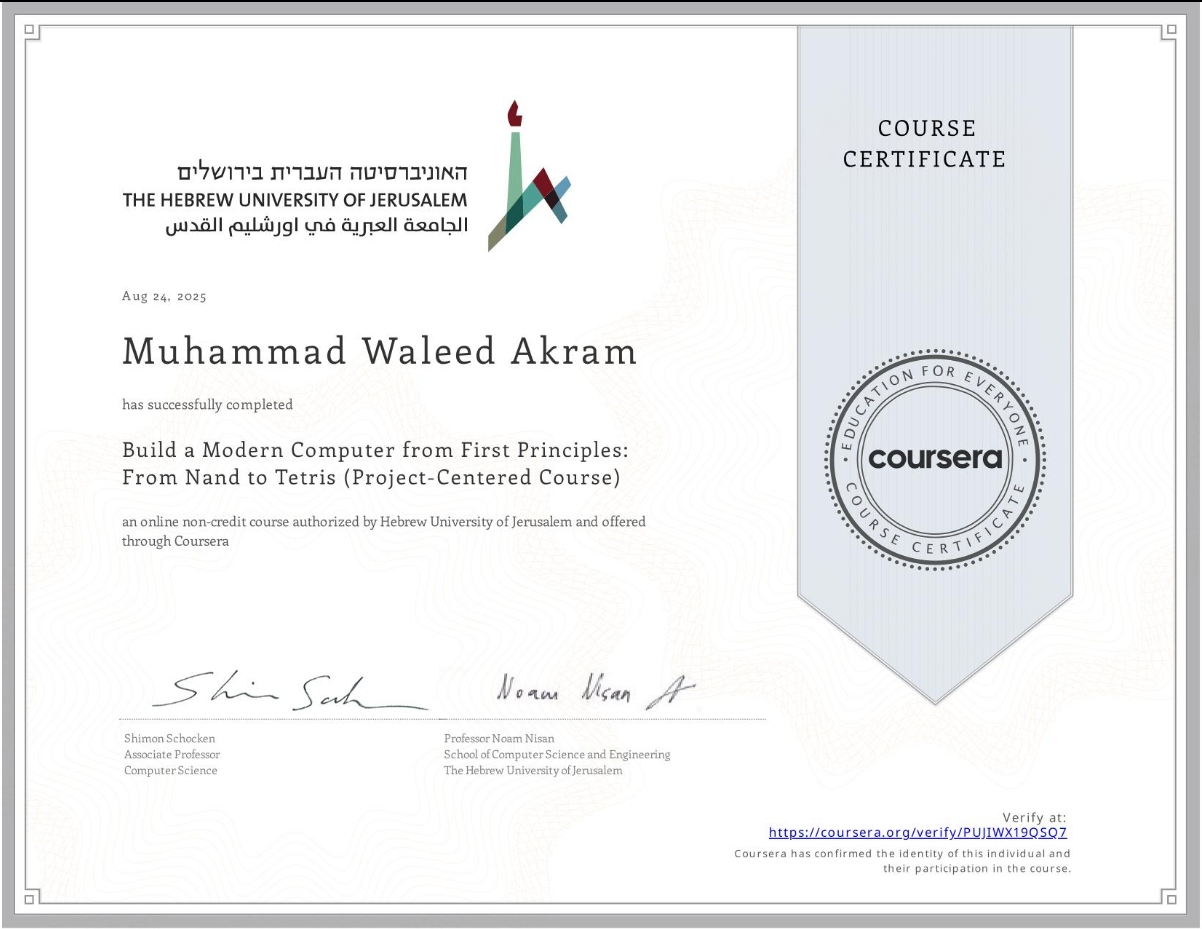 האוניברסיטה העברית בירושלים
THE HEBREW UNIVERSITY OF JERUSALEM
الجامعة العبرية في اورشليم القدس
COURSE
CERTIFICATE
Aug 24, 2025
Muhammad Waleed Akram
has successfully completed
Build a Modern Computer from First Principles:
From Nand to Tetris (Project-Centered Course)
an online non-credit course authorized by Hebrew University of Jerusalem and offered
through Coursera
EDUCATION FOR EVERYONE
coursera
COURSE CERTIFICATE
Noam Nisan
Shimon Schocken
Associate Professor
Computer Science
Professor Noam Nisan
School of Computer Science and Engineering
The Hebrew University of Jerusalem
Verify at:
https://coursera.org/verify/PUJIWX19QSQ7
Coursera has confirmed the identity of this individual and
their participation in the course.